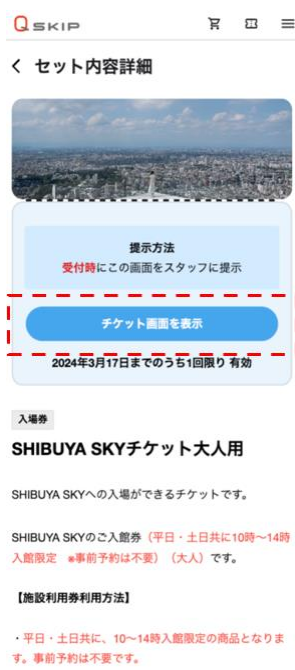 QSKIP
セット内容詳細
提示方法
受付時にこの画面をスタッフに提示
チケット画面を表示
2024年3月17日までのうち1回限り 有効
入場券
SHIBUYA SKYチケット大人用
SHIBUYA SKYへの入場ができるチケットです。
SHIBUYA SKYのご入館券（平日・土日共に10時～14時
入館限定　※事前予約は不要）（大人）です。
【施設利用券利用方法】
・平日・土日共に、10～14時入館限定の商品となりま
す。事前予約は不要です。